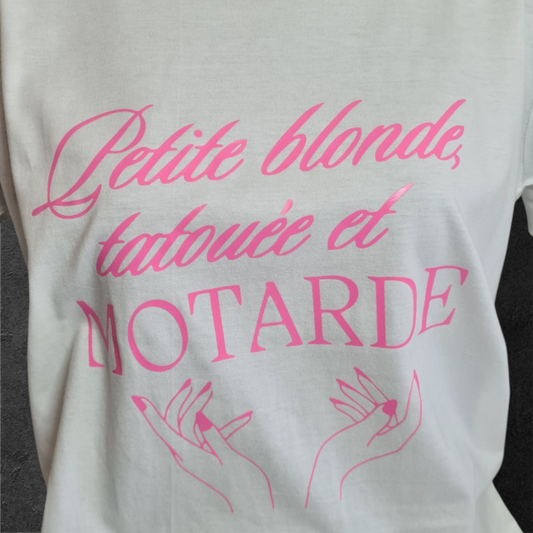 Petite blonde,
tatouée et
MOTARDE